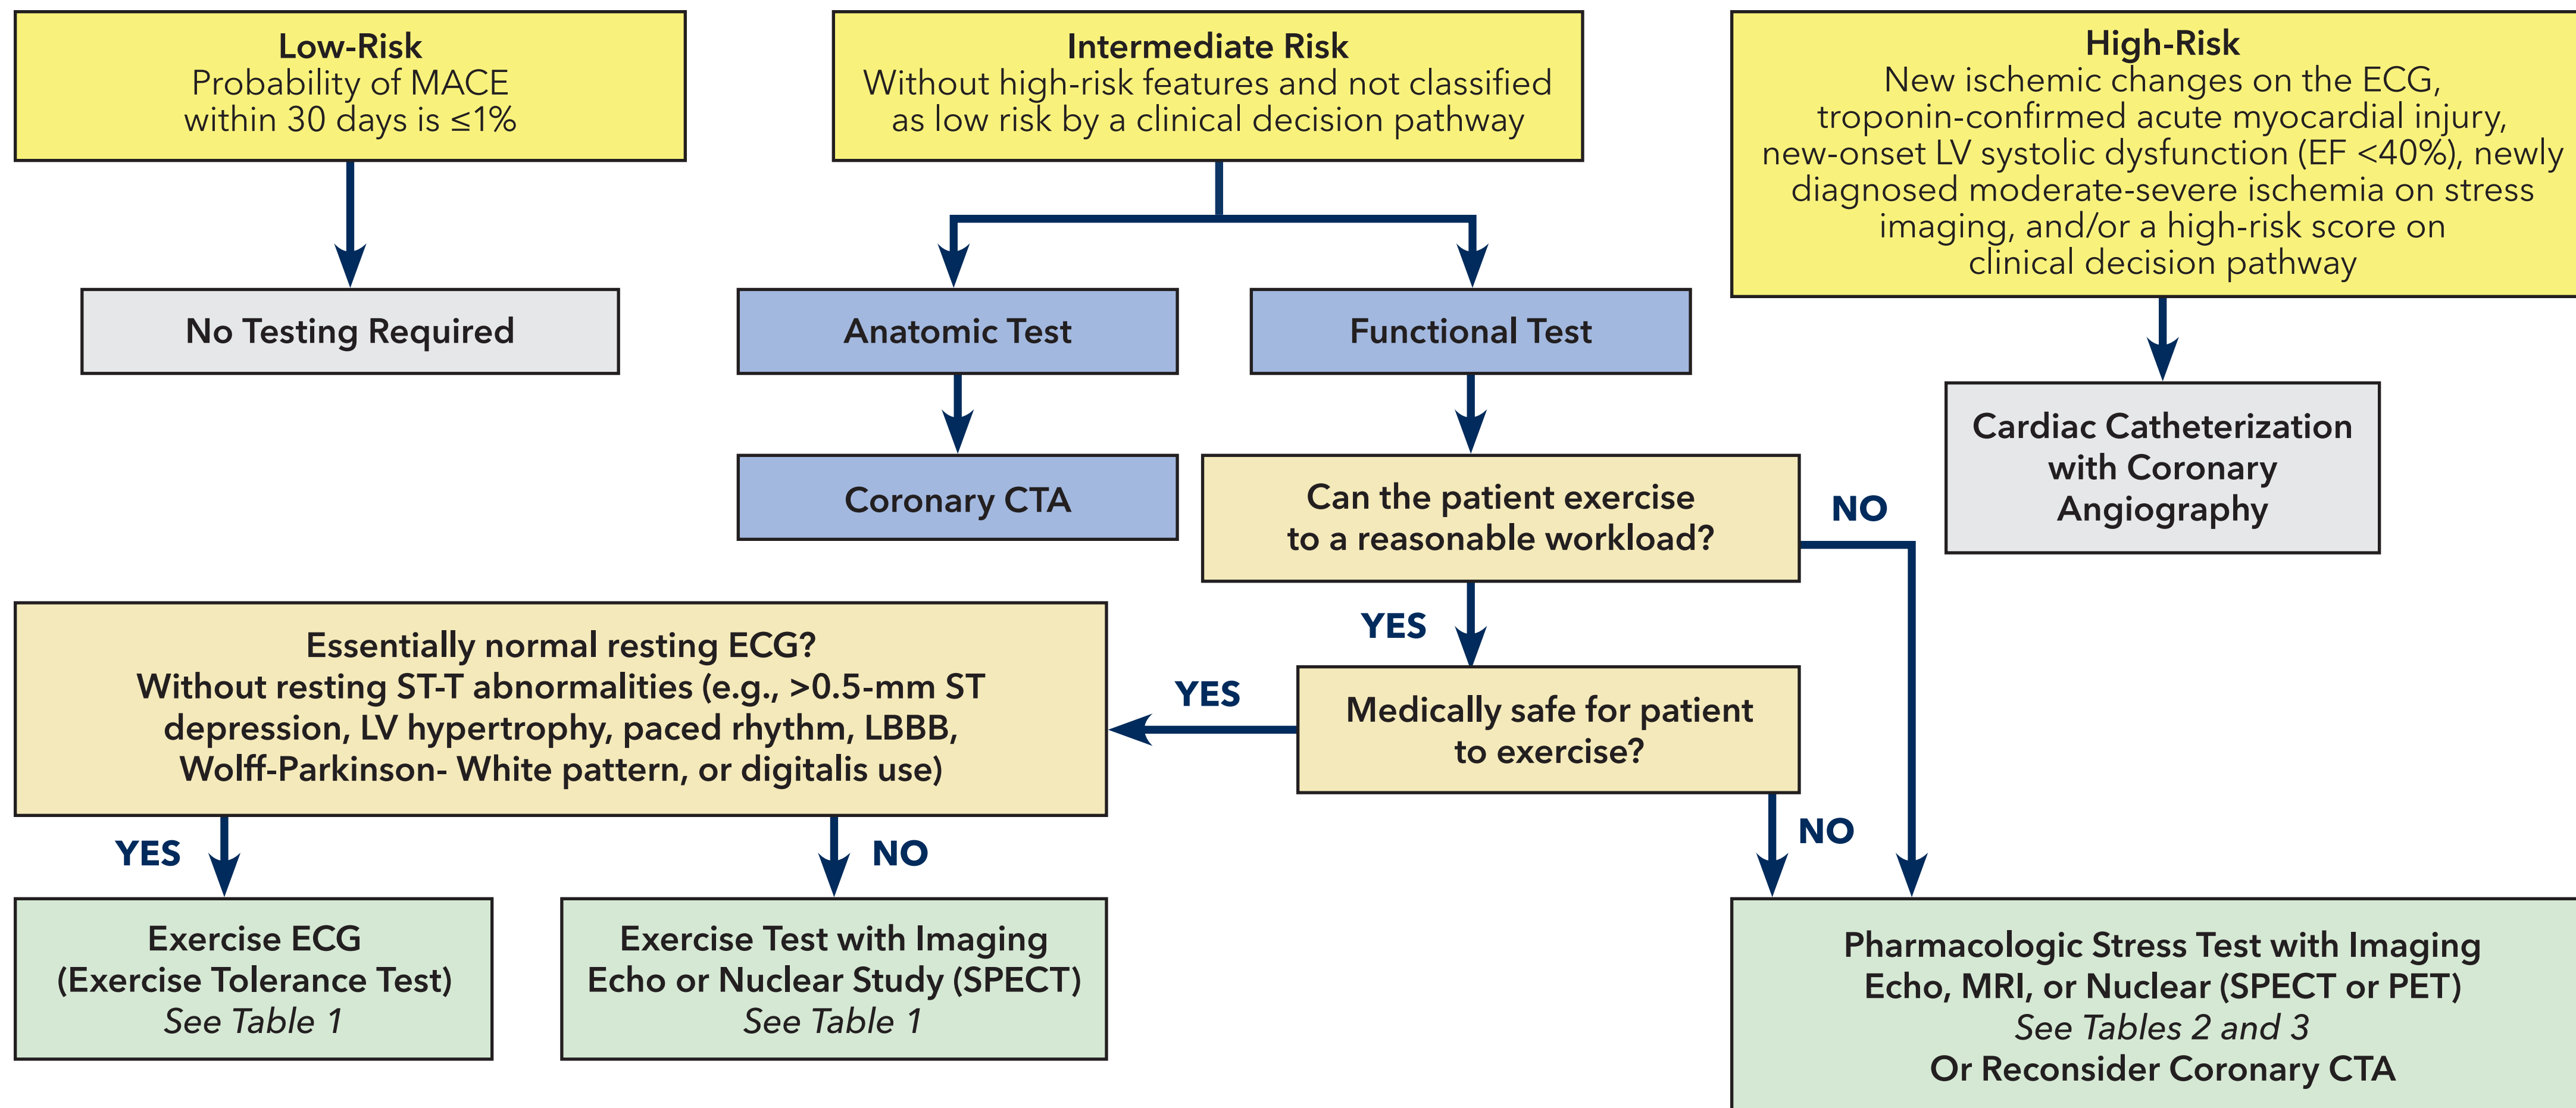 Low-Risk
Probability of MACE
within 30 days is ≤1%
Intermediate Risk
Without high-risk features and not classified
as low risk by a clinical decision pathway
High-Risk
New ischemic changes on the ECG,
troponin-confirmed acute myocardial injury,
new-onset LV systolic dysfunction (EF <40%), newly
diagnosed moderate-severe ischemia on stress
imaging, and/or a high-risk score on
clinical decision pathway
No Testing Required
Anatomic Test
Functional Test
Cardiac Catheterization
with Coronary
Angiography
Coronary CTA
Can the patient exercise
to a reasonable workload?
NO
YES
Essentially normal resting ECG?
Without resting ST-T abnormalities (e.g., >0.5-mm ST
depression, LV hypertrophy, paced rhythm, LBBB,
Wolff-Parkinson- White pattern, or digitalis use)
YES
Medically safe for patient
to exercise?
YES
NO
NO
Exercise ECG
(Exercise Tolerance Test)
See Table 1
Exercise Test with Imaging
Echo or Nuclear Study (SPECT)
See Table 1
Pharmacologic Stress Test with Imaging
Echo, MRI, or Nuclear (SPECT or PET)
See Tables 2 and 3
Or Reconsider Coronary CTA